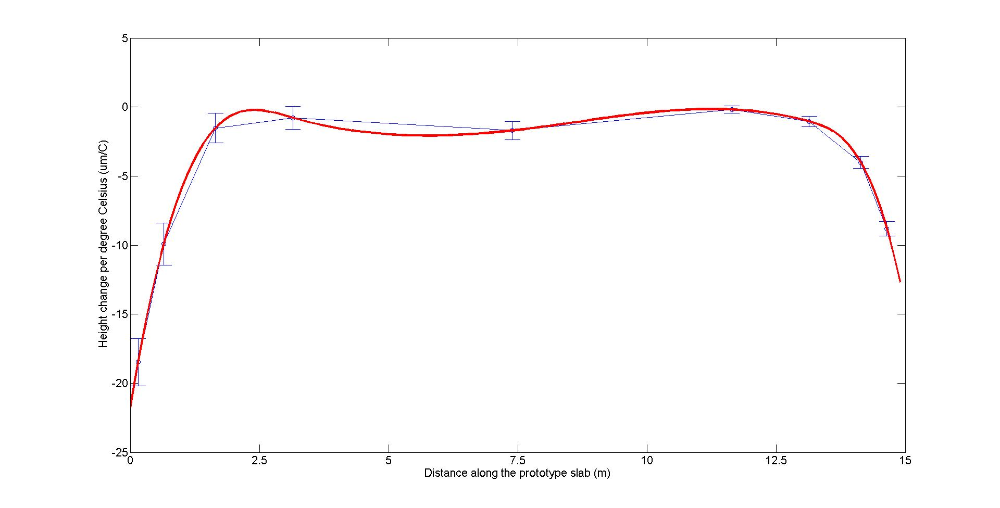 5
0
-5
-10
-15
-20
-25
0 2.5 5 7.5 10 12.5 15
Height change per degree Celsius (um/C)
Distance along the prototype slab (m)